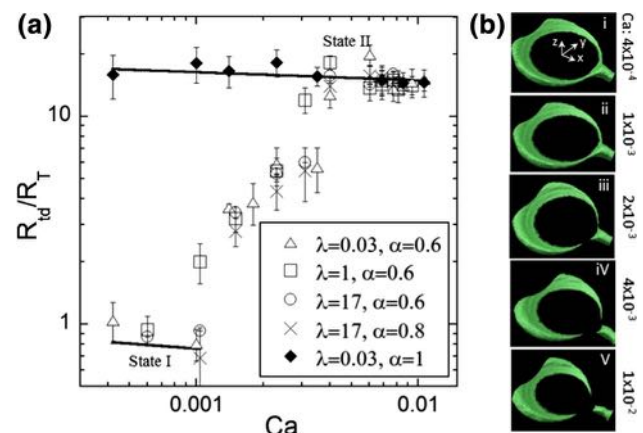 (a)
R_td/R_T
10
1
0.001
0.01
Ca
State II
State I
λ=0.03, α=0.6
λ=1, α=0.6
λ=17, α=0.6
λ=17, α=0.8
λ=0.03, α=1
(b)
i
z y
x
Ca: 4x10⁻⁴
ii
1x10⁻³
iii
2x10⁻³
iV
4x10⁻³
V
1x10⁻²